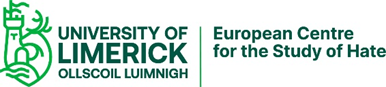 UNIVERSITY OF
LIMERICK
OLLSCOIL LUIMNIGH
European Centre
for the Study of Hate